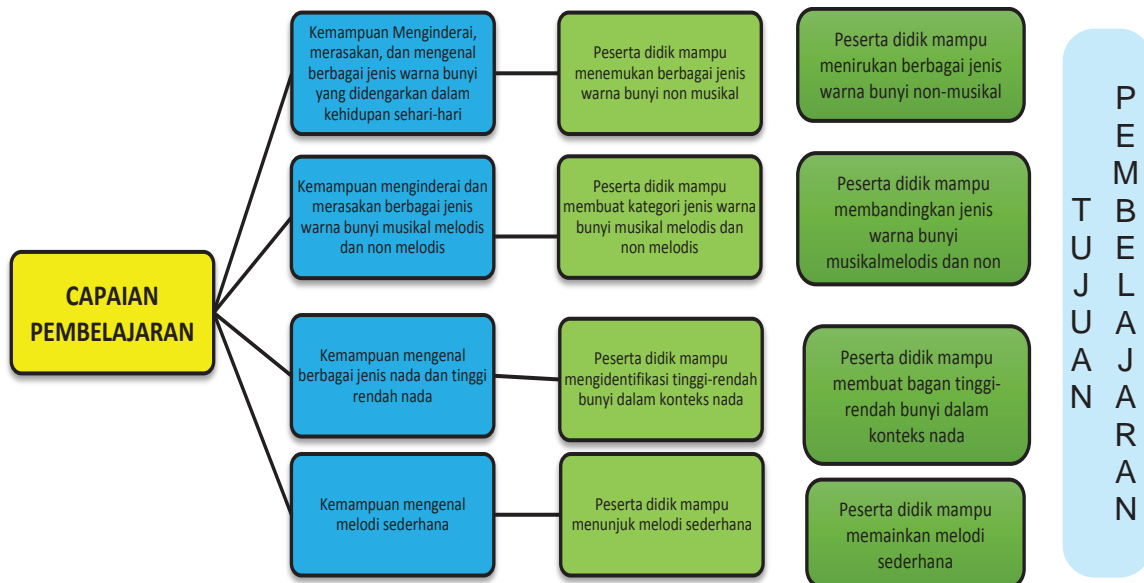 CAPAIAN
PEMBELAJARAN
Kemampuan Menginderai,
merasakan, dan mengenal
berbagai jenis warna bunyi
yang didengarkan dalam
kehidupan sehari-hari
Peserta didik mampu
menemukan berbagai jenis
warna bunyi non musikal
Peserta didik mampu
menirukan berbagai jenis
warna bunyi non-musikal
Kemampuan menginderai dan
merasakan berbagai jenis
warna bunyi musikal melodis
dan non melodis
Peserta didik mampu
membuat kategori jenis warna
bunyi musikal melodis dan
non melodis
Peserta didik mampu
membandingkan jenis
warna bunyi
musikalmelodis dan non
Kemampuan mengenal
berbagai jenis nada dan tinggi
rendah nada
Peserta didik mampu
mengidentifikasi tinggi-rendah
bunyi dalam konteks nada
Peserta didik mampu
membuat bagan tinggi-
rendah bunyi dalam
konteks nada
Kemampuan mengenal
melodi sederhana
Peserta didik mampu
menunjuk melodi sederhana
Peserta didik mampu
memainkan melodi
sederhana
TUJUAN
PEMBELAJARAN